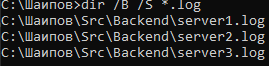 C:\Шаипов>dir /B /S *.log
C:\Шаипов\Src\Backend\server1.log
C:\Шаипов\Src\Backend\server2.log
C:\Шаипов\Src\Backend\server3.log